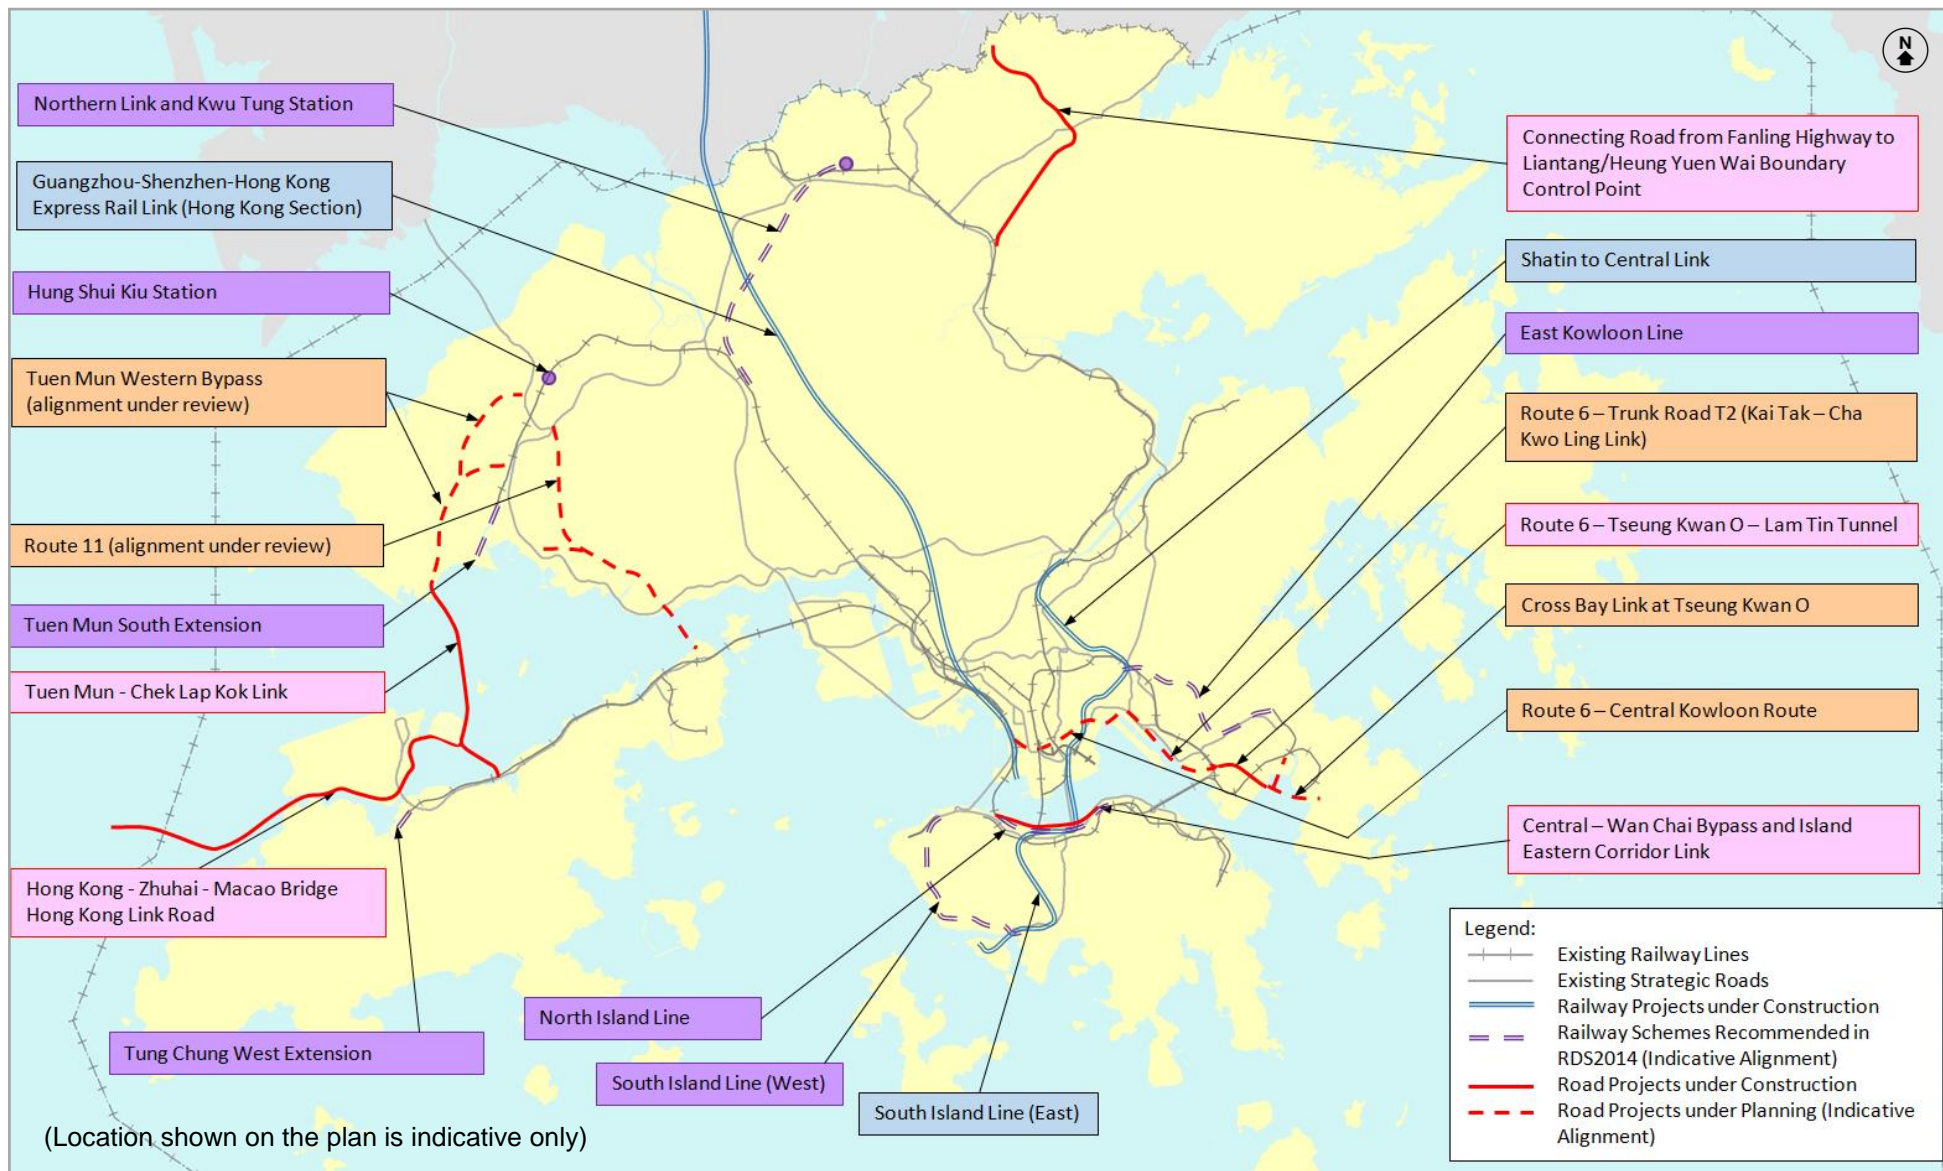 N
Northern Link and Kwu Tung Station
Guangzhou-Shenzhen-Hong Kong
Express Rail Link (Hong Kong Section)
Hung Shui Kiu Station
Tuen Mun Western Bypass
(alignment under review)
Route 11 (alignment under review)
Tuen Mun South Extension
Tuen Mun - Chek Lap Kok Link
Hong Kong - Zhuhai - Macao Bridge
Hong Kong Link Road
Tung Chung West Extension
North Island Line
South Island Line (West)
South Island Line (East)
Connecting Road from Fanling Highway to
Liantang/Heung Yuen Wai Boundary
Control Point
Shatin to Central Link
East Kowloon Line
Route 6 – Trunk Road T2 (Kai Tak – Cha
Kwo Ling Link)
Route 6 – Tseung Kwan O – Lam Tin Tunnel
Cross Bay Link at Tseung Kwan O
Route 6 – Central Kowloon Route
Central – Wan Chai Bypass and Island
Eastern Corridor Link
Legend:
Existing Railway Lines
Existing Strategic Roads
Railway Projects under Construction
Railway Schemes Recommended in
RDS2014 (Indicative Alignment)
Road Projects under Construction
Road Projects under Planning (Indicative
Alignment)
(Location shown on the plan is indicative only)